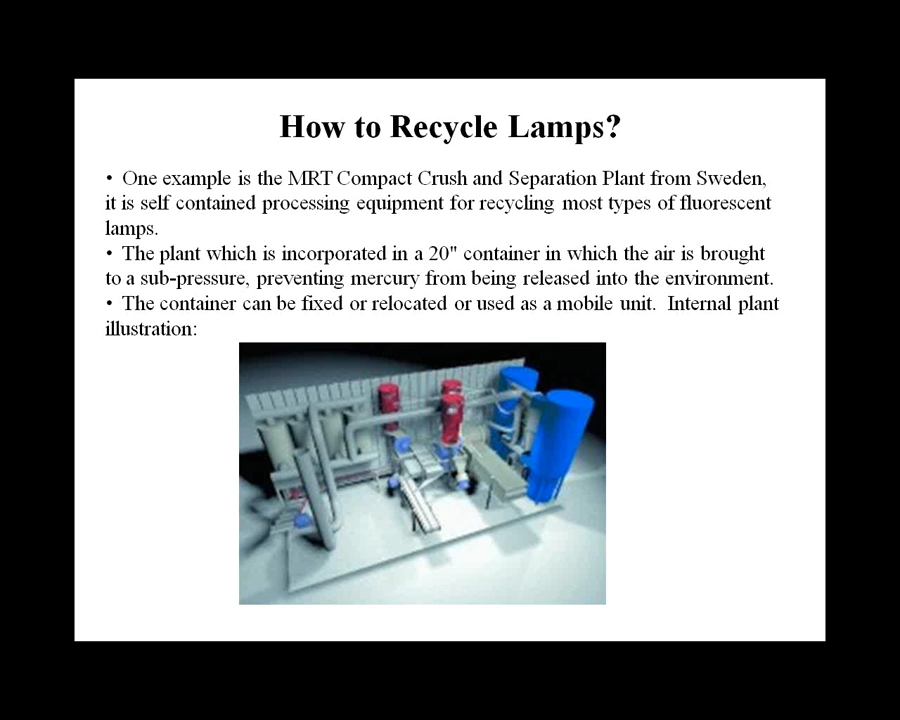 How to Recycle Lamps?
• One example is the MRT Compact Crush and Separation Plant from Sweden,
it is self contained processing equipment for recycling most types of fluorescent
lamps.
• The plant which is incorporated in a 20" container in which the air is brought
to a sub-pressure, preventing mercury from being released into the environment.
• The container can be fixed or relocated or used as a mobile unit.  Internal plant
illustration: